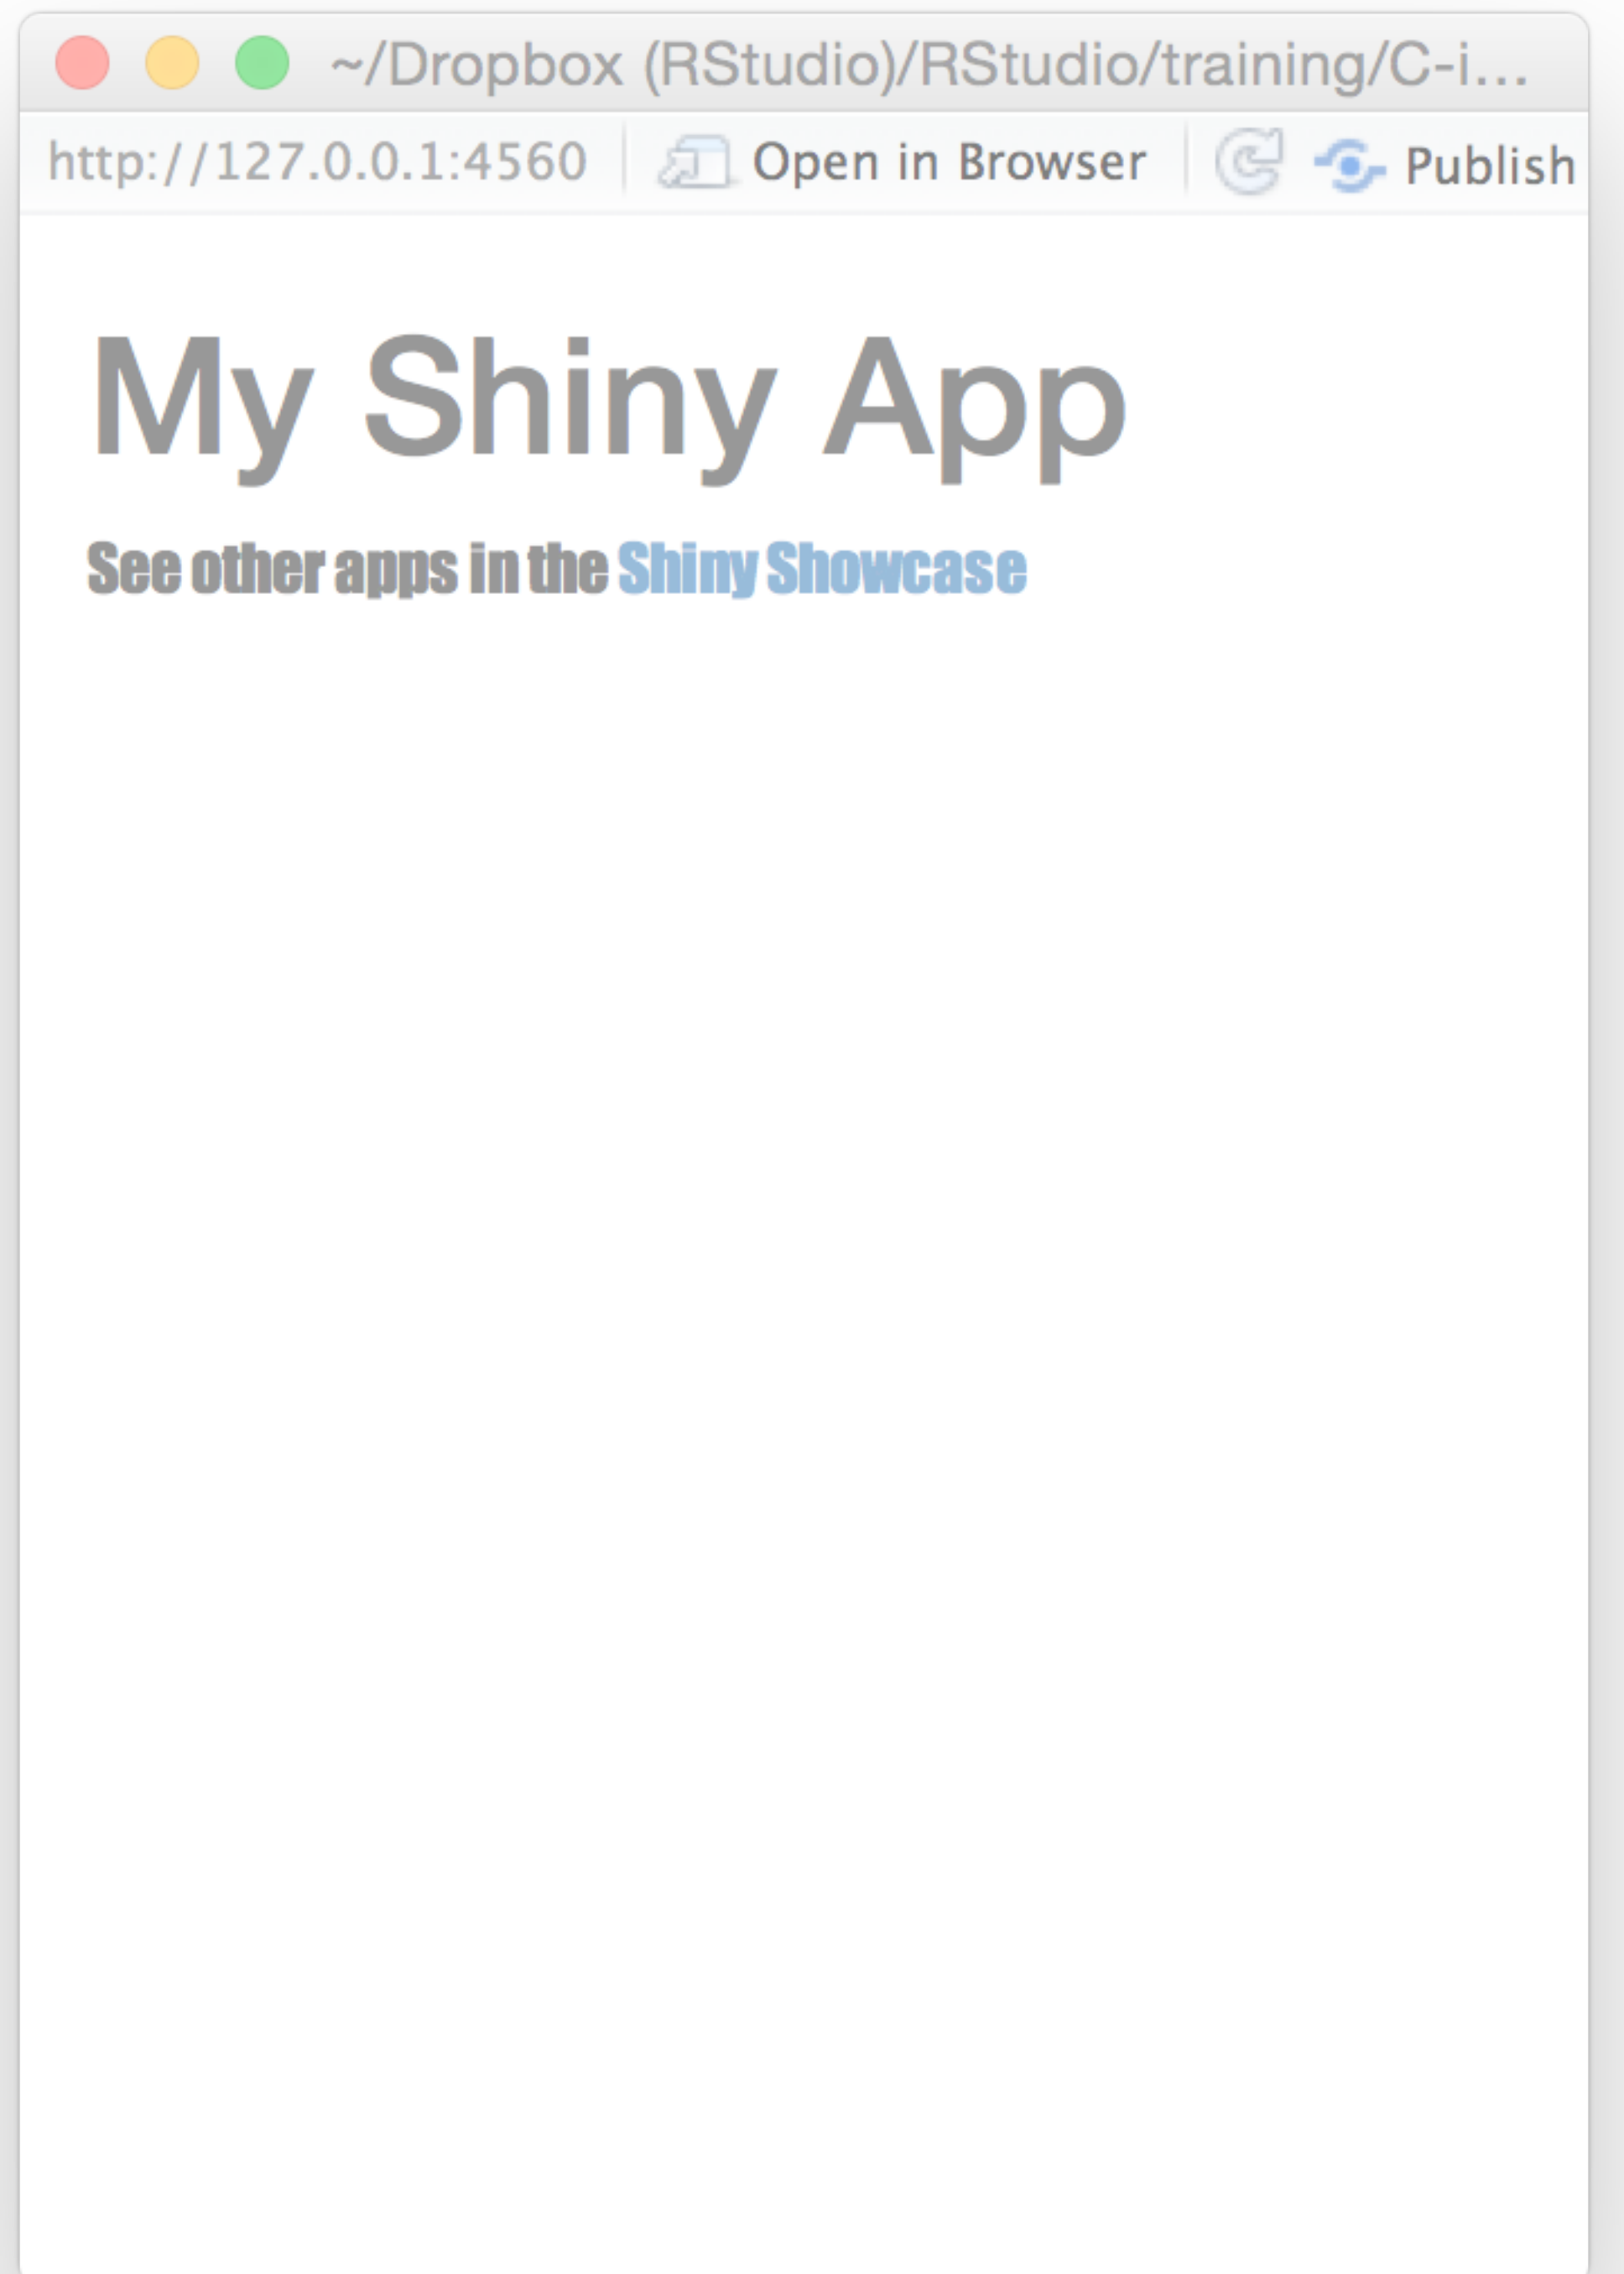 ~/Dropbox (RStudio)/RStudio/training/C-i...
http://127.0.0.1:4560 Open in Browser Publish
My Shiny App
See other apps in the Shiny Showcase